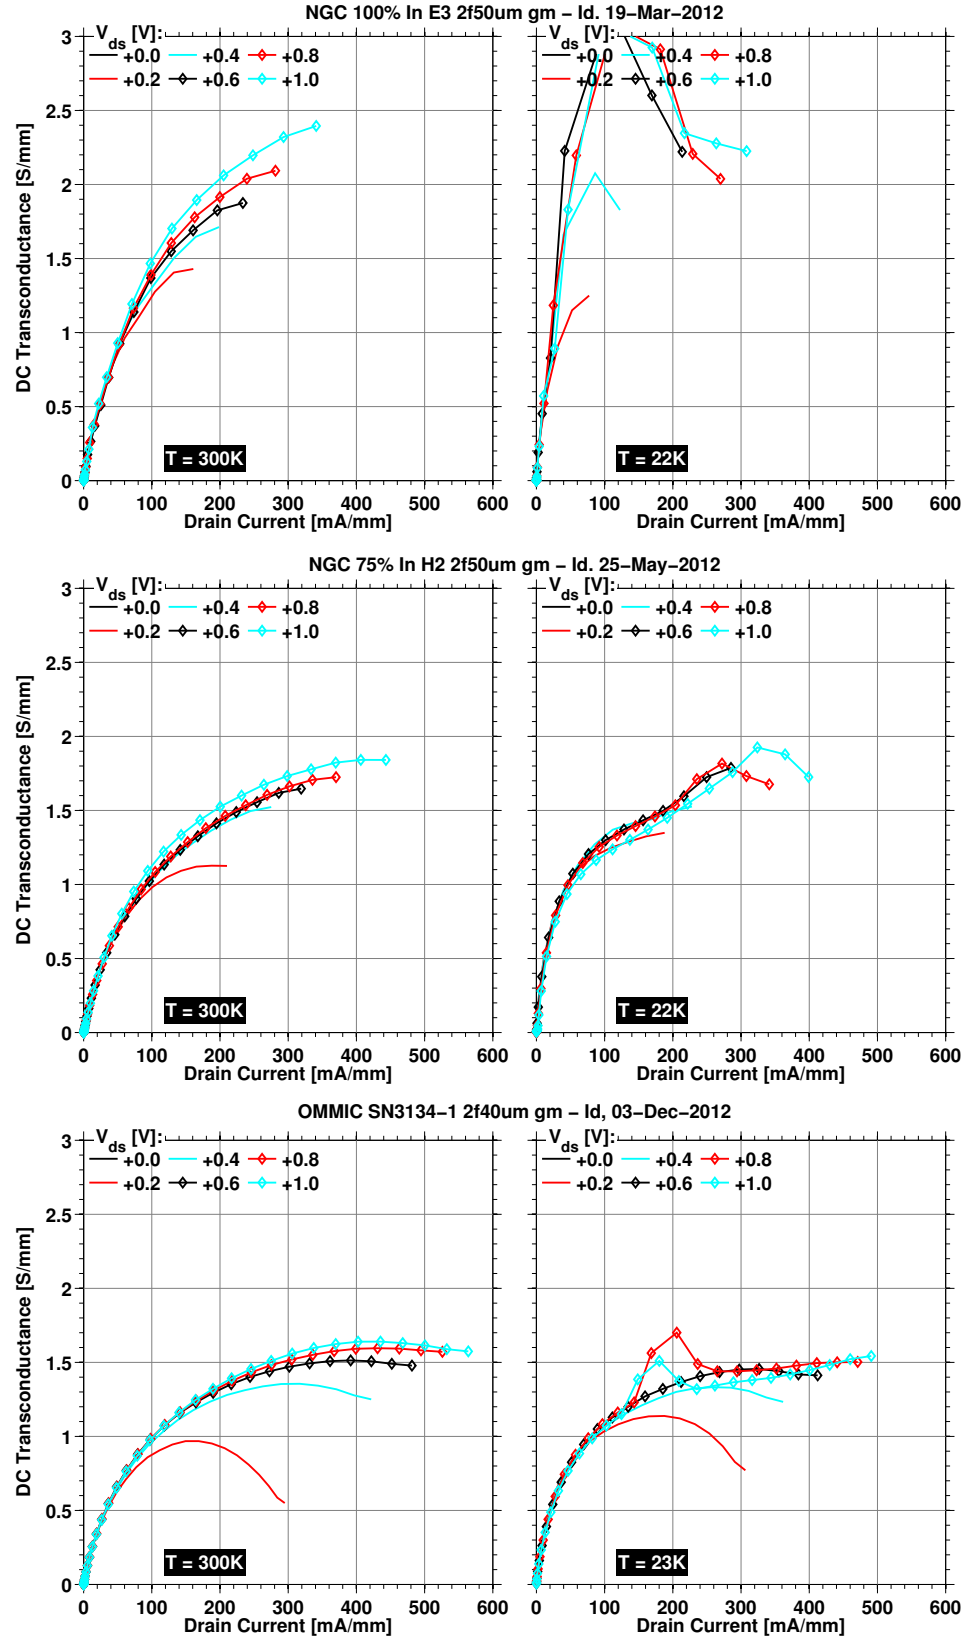 NGC 100% In E3 2f50um gm − Id. 19−Mar−2012
V_ds [V]:
+0.0 +0.4 +0.8
+0.2 +0.6 +1.0
3
2.5
2
1.5
1
0.5
0
DC Transconductance [S/mm]
T = 300K
0 100 200 300 400 500 600
Drain Current [mA/mm]
V_ds [V]:
+0.0 +0.4 +0.8
+0.2 +0.6 +1.0
T = 22K
0 100 200 300 400 500 600
Drain Current [mA/mm]
NGC 75% In H2 2f50um gm − Id. 25−May−2012
V_ds [V]:
+0.0 +0.4 +0.8
+0.2 +0.6 +1.0
3
2.5
2
1.5
1
0.5
0
DC Transconductance [S/mm]
T = 300K
0 100 200 300 400 500 600
Drain Current [mA/mm]
V_ds [V]:
+0.0 +0.4 +0.8
+0.2 +0.6 +1.0
T = 22K
0 100 200 300 400 500 600
Drain Current [mA/mm]
OMMIC SN3134−1 2f40um gm − Id, 03−Dec−2012
V_ds [V]:
+0.0 +0.4 +0.8
+0.2 +0.6 +1.0
3
2.5
2
1.5
1
0.5
0
DC Transconductance [S/mm]
T = 300K
0 100 200 300 400 500 600
Drain Current [mA/mm]
V_ds [V]:
+0.0 +0.4 +0.8
+0.2 +0.6 +1.0
T = 23K
0 100 200 300 400 500 600
Drain Current [mA/mm]